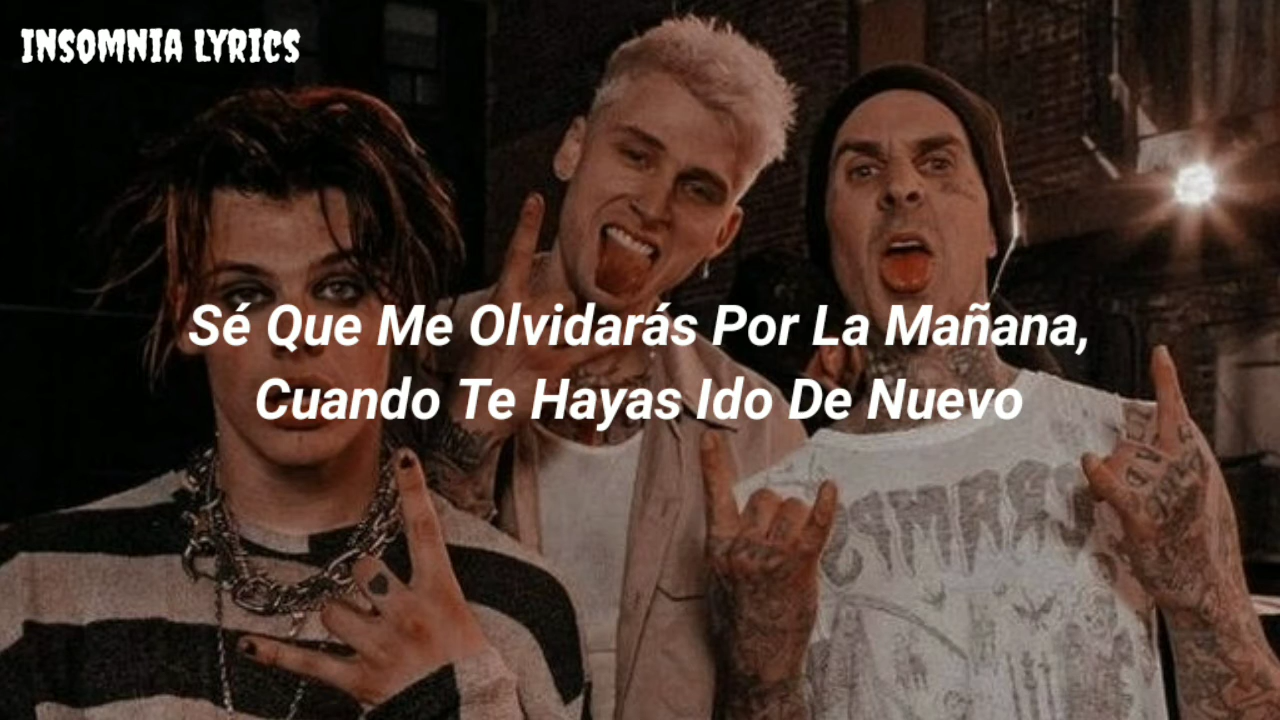 INSOMNIA LYRICS
Sé Que Me Olvidarás Por La Mañana,
Cuando Te Hayas Ido De Nuevo